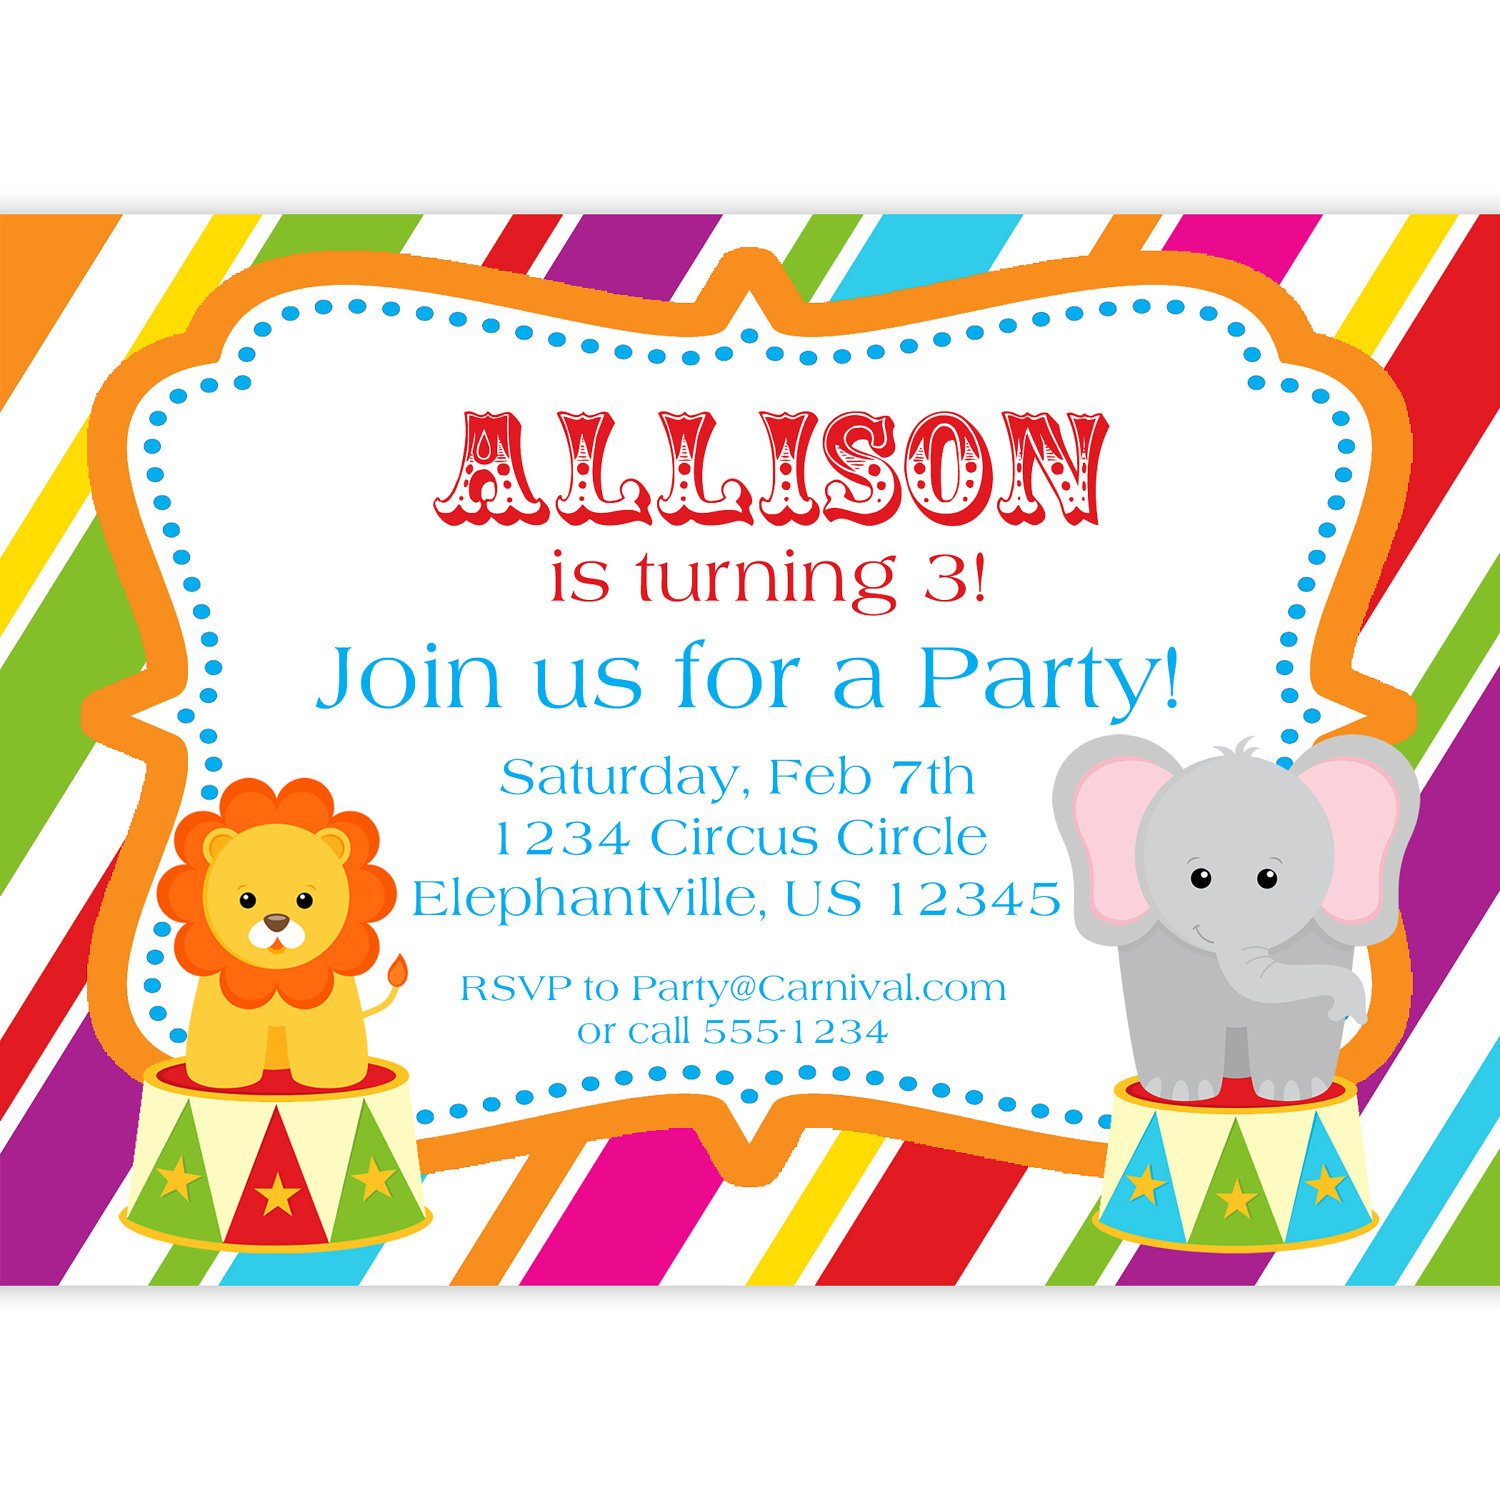 ALLISON
is turning 3!
Join us for a Party!
Saturday, Feb 7th
1234 Circus Circle
Elephantville, US 12345
RSVP to Party@Carnival.com
or call 555-1234